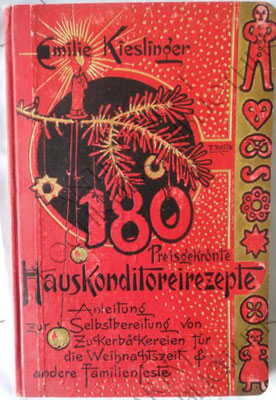 Emilie Kieslinger
180
Preisgekrönte
Hauskonditoreirezepte
Anleitung
zur Selbstbereitung von
Zuckerbäckereien für
die Weihnachtszeit &
andere Familienfeste